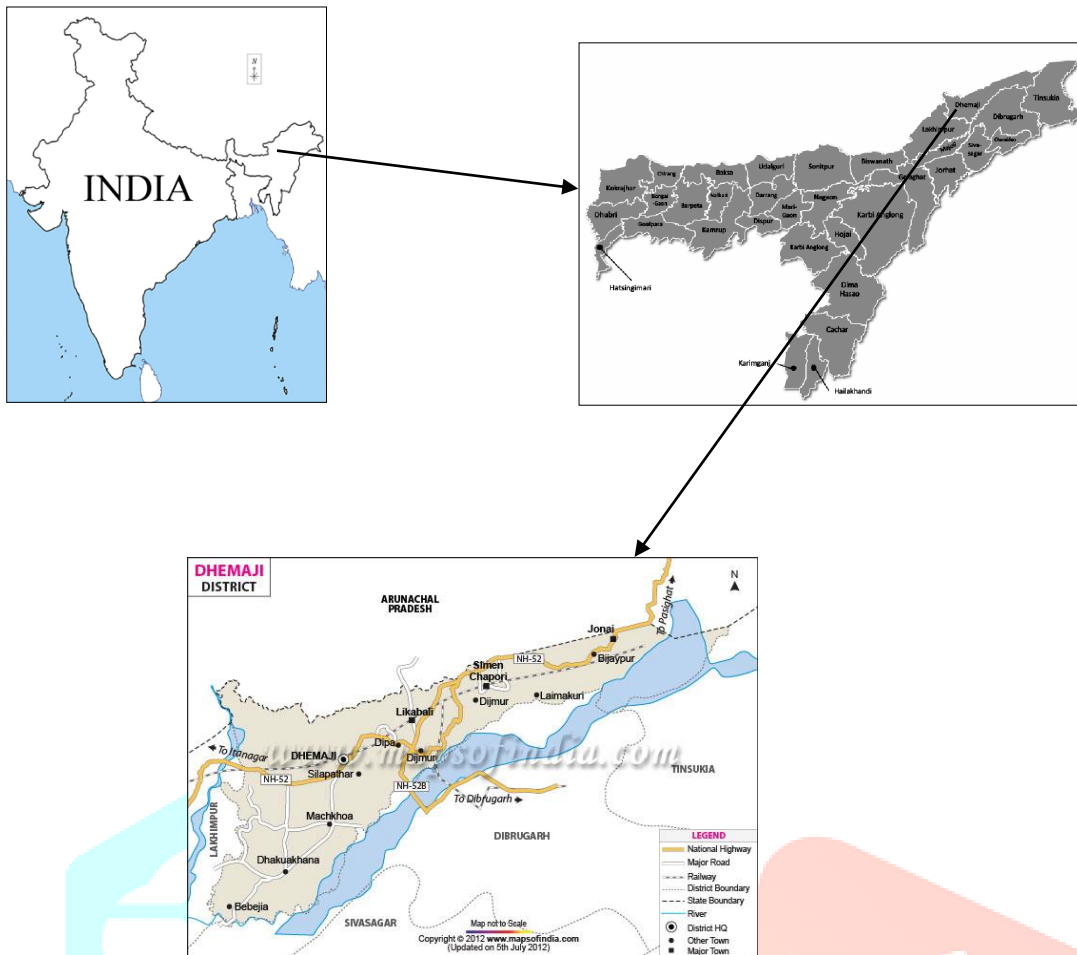 N
INDIA
Dhemaji
Tinsukia
Dibrugarh
Lakhimpur
Siva-
sagar
Jorhat
Golaghat
Biswanath
Sonitpur
Udalguri
Baksa
Chirang
Kokrajhar
Bongai
-Gaon
Barpeta
Darrang
Mari-
Gaon
Nagaon
Dhubri
Goalpara
Kamrup
Dispur
Karbi Anglong
Hojai
Karbi Anglong
Hatsingimari
Dima
Hasao
Cachar
Karimganj
Hailakhandi
DHEMAJI
DISTRICT
ARUNACHAL
PRADESH
N
To Pasighat
Jonai
NH-52
Bijaypur
Simen
Chapori
Dijmur
Laimakuri
Likabali
Dipa
Dijmur
To Itanagar
DHEMAJI
www.mapsofindia.com
NH-52
Silapathar
NH-52B
TINSUKIA
To Dibrugarh
LAKHIMPUR
Machkhoa
DIBRUGARH
Dhakuakhana
Bebejia
SIVASAGAR
LEGEND
National Highway
Major Road
Railway
District Boundary
State Boundary
River
District HQ
Other Town
Major Town
Map not to Scale
Copyright © 2012 www.mapsofindia.com
(Updated on 5th July 2012)